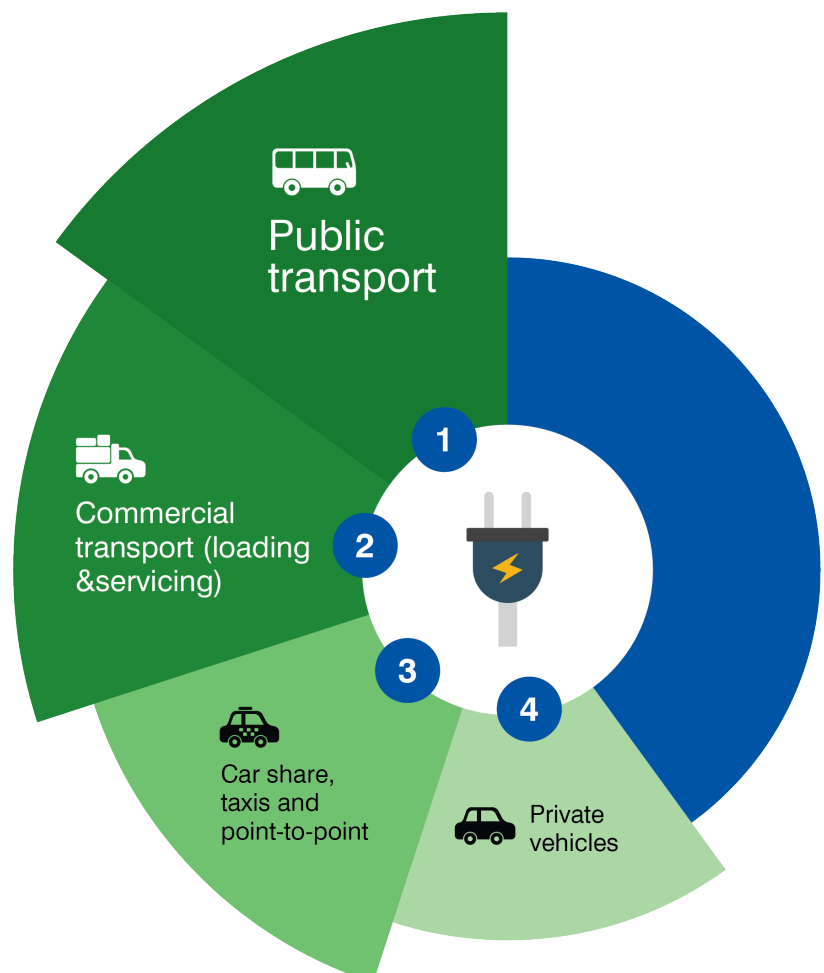 Public
transport
1
Commercial
transport (loading
&servicing)
2
3
Car share,
taxis and
point-to-point
4
Private
vehicles